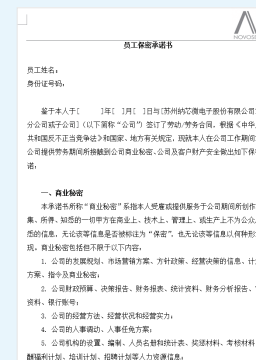 NOVOSE
员工保密承诺书
员工姓名：
身份证号码：
鉴于本人于[ ]年[ ]月[ ]日与[苏州纳芯微电子股份有限公司
分公司或子公司]（以下简称“公司”）签订了劳动/劳务合同，根据《中华
共和国反不正当竞争法》和国家、地方有关规定，现就本人在公司工作期间
公司提供劳务期间所接触到公司商业秘密、公司及客户财产安全做出如下保
诺：
一、商业秘密
本承诺书所称“商业秘密”系指本人受雇或提供服务于公司期间所创作
集、所得、知悉的一切甲方在商业上、技术上、管理上、或生产上不为公众
悉的信息，无论该等信息是否被标注为“保密”，也无论该等信息以何种形
现。商业秘密包括但不限于以下内容：
1. 公司的发展规划、市场营销方案、方针政策、经营决策的信息、计
方案、指令及商业秘密；
2. 公司财政预算、决策报告、财务报表、统计资料、财务分析报告、
资料、银行账号；
3. 公司的经营方法、经营状况和经营实力；
4. 公司的人事调动、人事任免方案；
5. 公司机构的设置、编制、人员名册和统计表、奖惩材料、考核材料
酬福利计划、培训计划、招聘计划等人力资源信息；